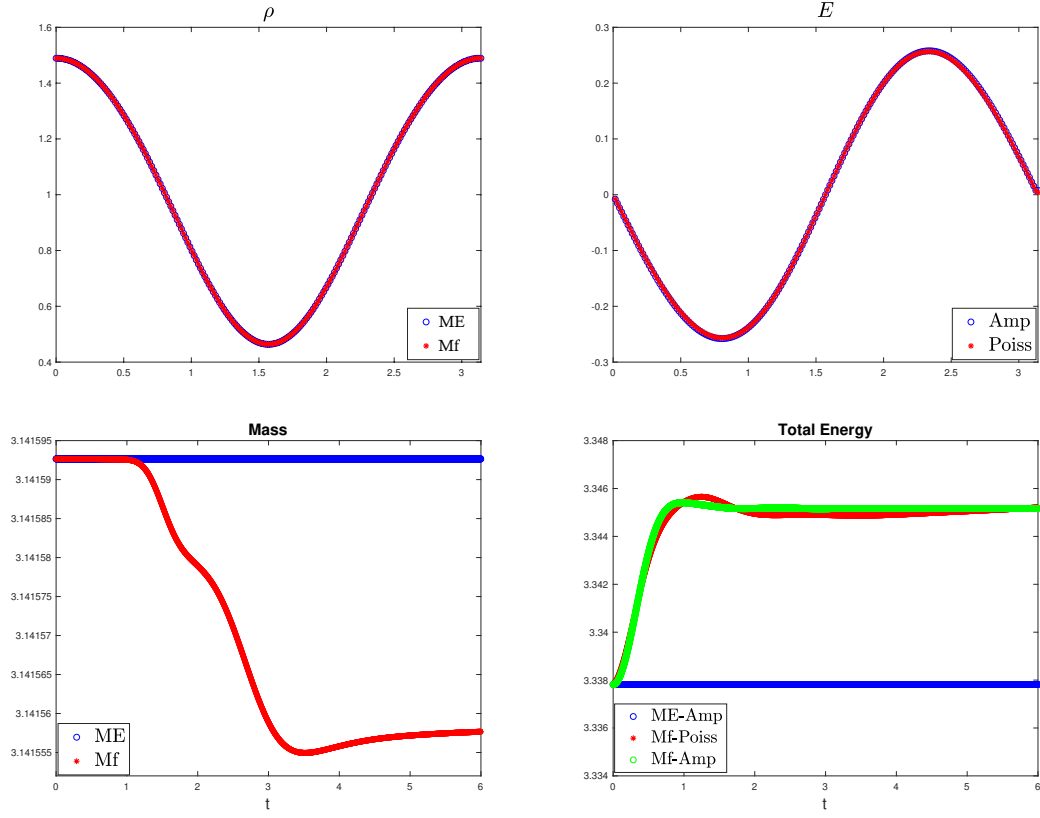 ρ
1.6
1.4
1.2
1
0.8
0.6
0.4
0 0.5 1 1.5 2 2.5 3
ME
Mf
E
0.3
0.2
0.1
0
-0.1
-0.2
-0.3
0 0.5 1 1.5 2 2.5 3
Amp
Poiss
Mass
3.141595
3.14159
3.141585
3.14158
3.141575
3.14157
3.141565
3.14156
3.141555
0 1 2 3 4 5 6
t
ME
Mf
Total Energy
3.348
3.346
3.344
3.342
3.34
3.338
3.336
3.334
0 1 2 3 4 5 6
t
ME-Amp
Mf-Poiss
Mf-Amp